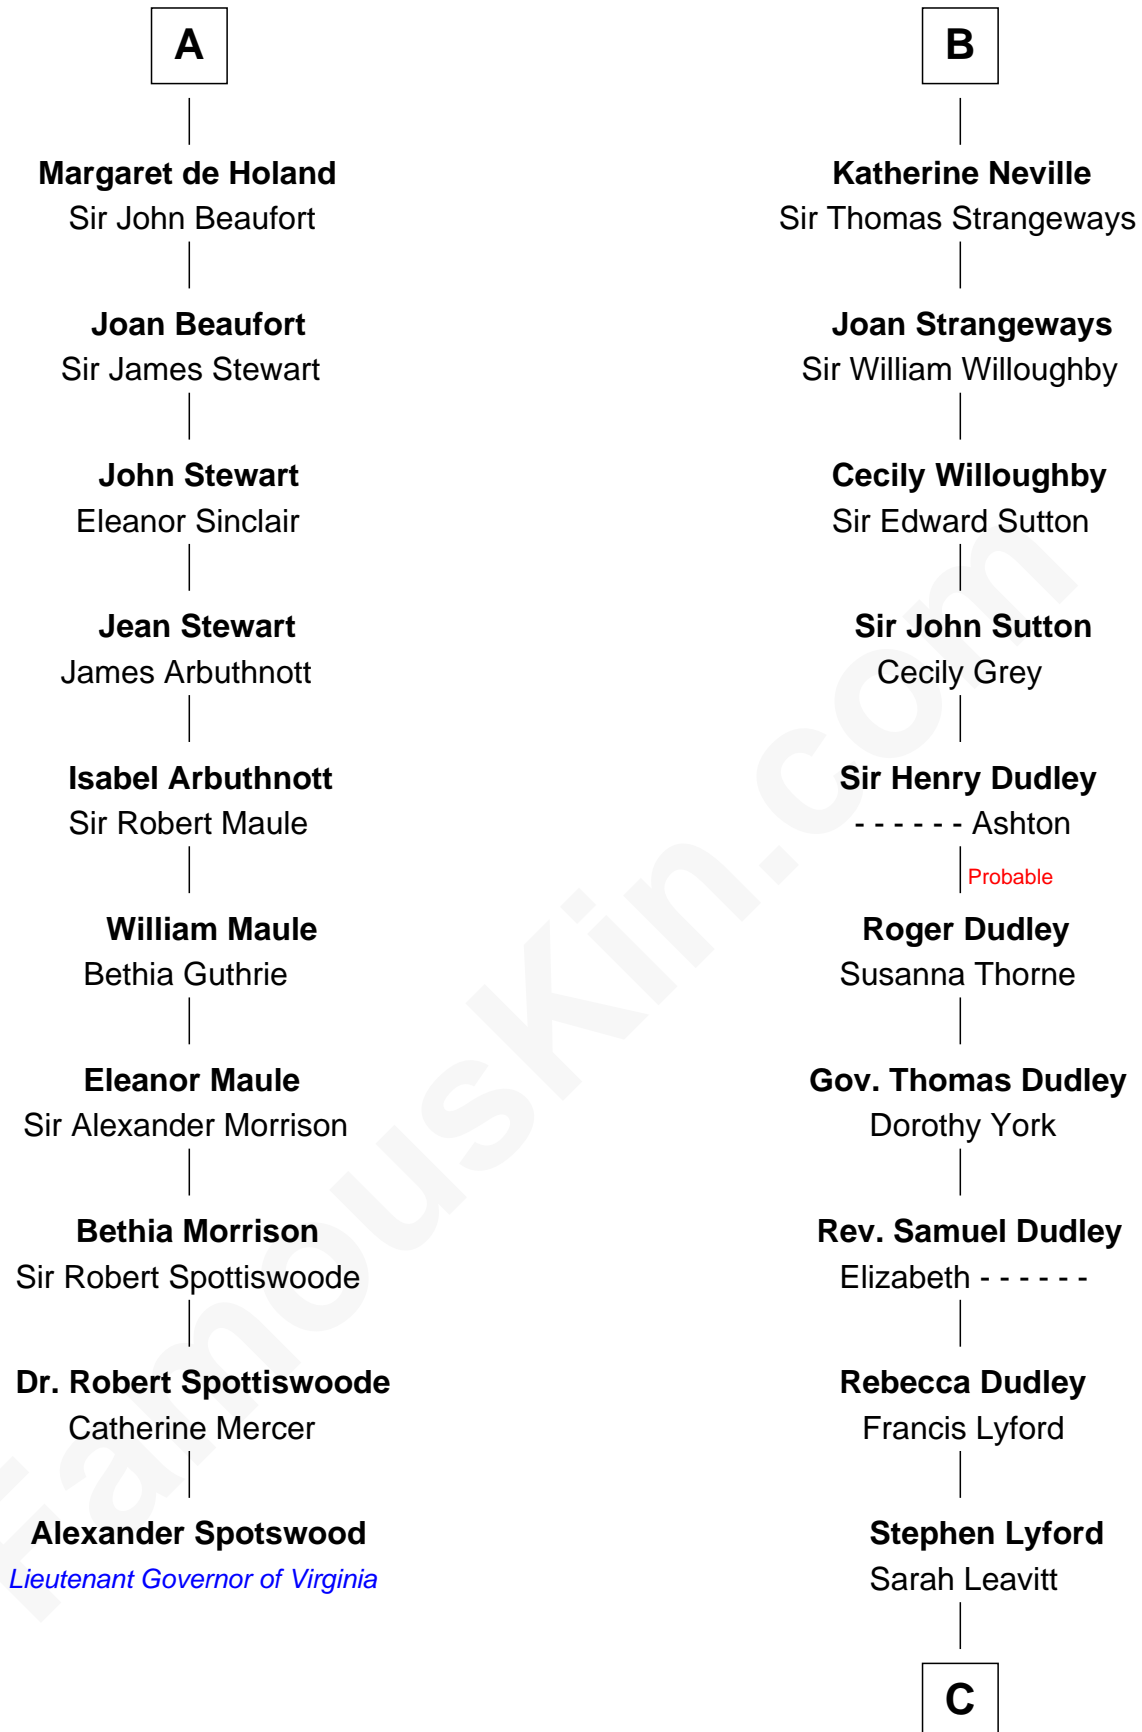 A
Margaret de Holand
Sir John Beaufort
Joan Beaufort
Sir James Stewart
John Stewart
Eleanor Sinclair
Jean Stewart
James Arbuthnott
Isabel Arbuthnott
Sir Robert Maule
William Maule
Bethia Guthrie
Eleanor Maule
Sir Alexander Morrison
Bethia Morrison
Sir Robert Spottiswoode
Dr. Robert Spottiswoode
Catherine Mercer
Alexander Spotswood
Lieutenant Governor of Virginia
B
Katherine Neville
Sir Thomas Strangeways
Joan Strangeways
Sir William Willoughby
Cecily Willoughby
Sir Edward Sutton
Sir John Sutton
Cecily Grey
Sir Henry Dudley
- - - - - - Ashton
Probable
Roger Dudley
Susanna Thorne
Gov. Thomas Dudley
Dorothy York
Rev. Samuel Dudley
Elizabeth - - - - - -
Rebecca Dudley
Francis Lyford
Stephen Lyford
Sarah Leavitt
C
FamousKin.com